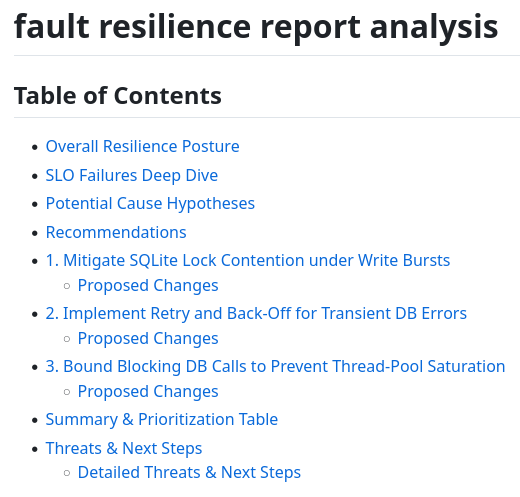 fault resilience report analysis
Table of Contents
Overall Resilience Posture
SLO Failures Deep Dive
Potential Cause Hypotheses
Recommendations
1. Mitigate SQLite Lock Contention under Write Bursts
Proposed Changes
2. Implement Retry and Back-Off for Transient DB Errors
Proposed Changes
3. Bound Blocking DB Calls to Prevent Thread-Pool Saturation
Proposed Changes
Summary & Prioritization Table
Threats & Next Steps
Detailed Threats & Next Steps